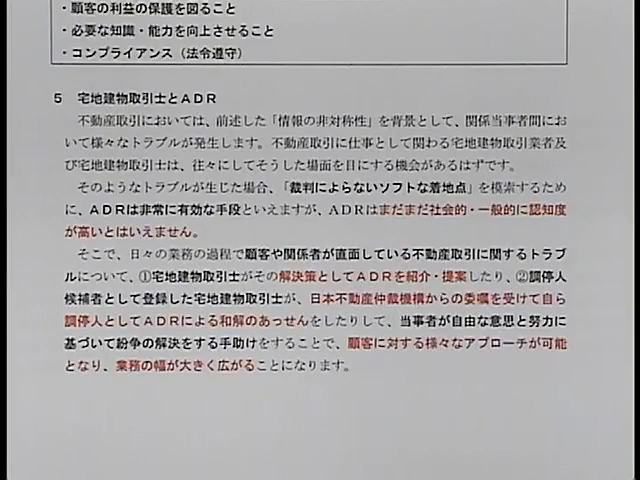 ・顧客の利益の保護を図ること
・必要な知識・能力を向上させること
・コンプライアンス（法令遵守）
5　宅地建物取引士とＡＤＲ
不動産取引においては、前述した「情報の非対称性」を背景として、関係当事者間にお
いて様々なトラブルが発生します。不動産取引に仕事として関わる宅地建物取引業者及
び宅地建物取引士は、往々にしてそうした場面を目にする機会があるはずです。
そのようなトラブルが生じた場合、「裁判によらないソフトな着地点」を模索するため
に、ＡＤＲは非常に有効な手段といえますが、ＡＤＲはまだまだ社会的・一般的に認知度
が高いとはいえません。
そこで、日々の業務の過程で顧客や関係者が直面している不動産取引に関するトラブ
ルについて、①宅地建物取引士がその解決策としてＡＤＲを紹介・提案したり、②調停人
候補者として登録した宅地建物取引士が、日本不動産仲裁機構からの委嘱を受けて自ら
調停人としてＡＤＲによる和解のあっせんをしたりして、当事者が自由な意思と努力に
基づいて紛争の解決をする手助けをすることで、顧客に対する様々なアプローチが可能
となり、業務の幅が大きく広がることになります。